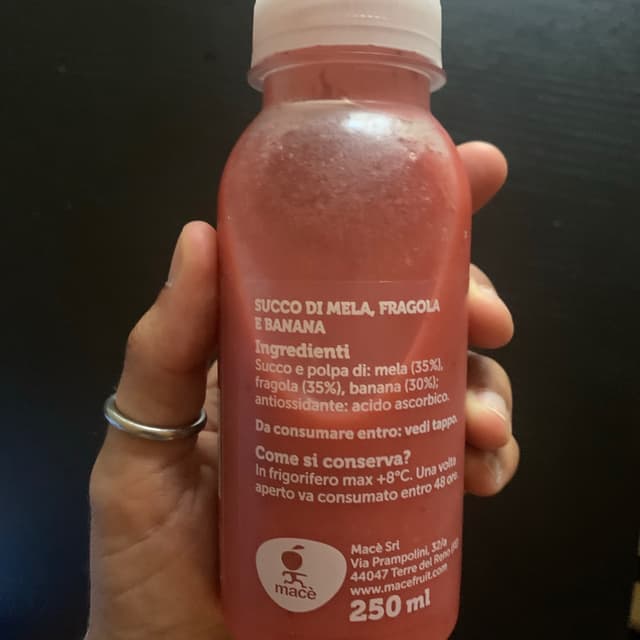 SUCCO DI MELA, FRAGOLA
E BANANA
Ingredienti
Succo e polpa di: mela (35%),
fragola (35%), banana (30%);
antiossidante: acido ascorbico.
Da consumare entro: vedi tappo.
Come si conserva?
In frigorifero max +8°C. Una volta
aperto va consumato entro 48 ore.
macè
Macè Srl
Via Prampolini, 32/a
44047 Terre del Reno
www.macefruit.com
250 ml